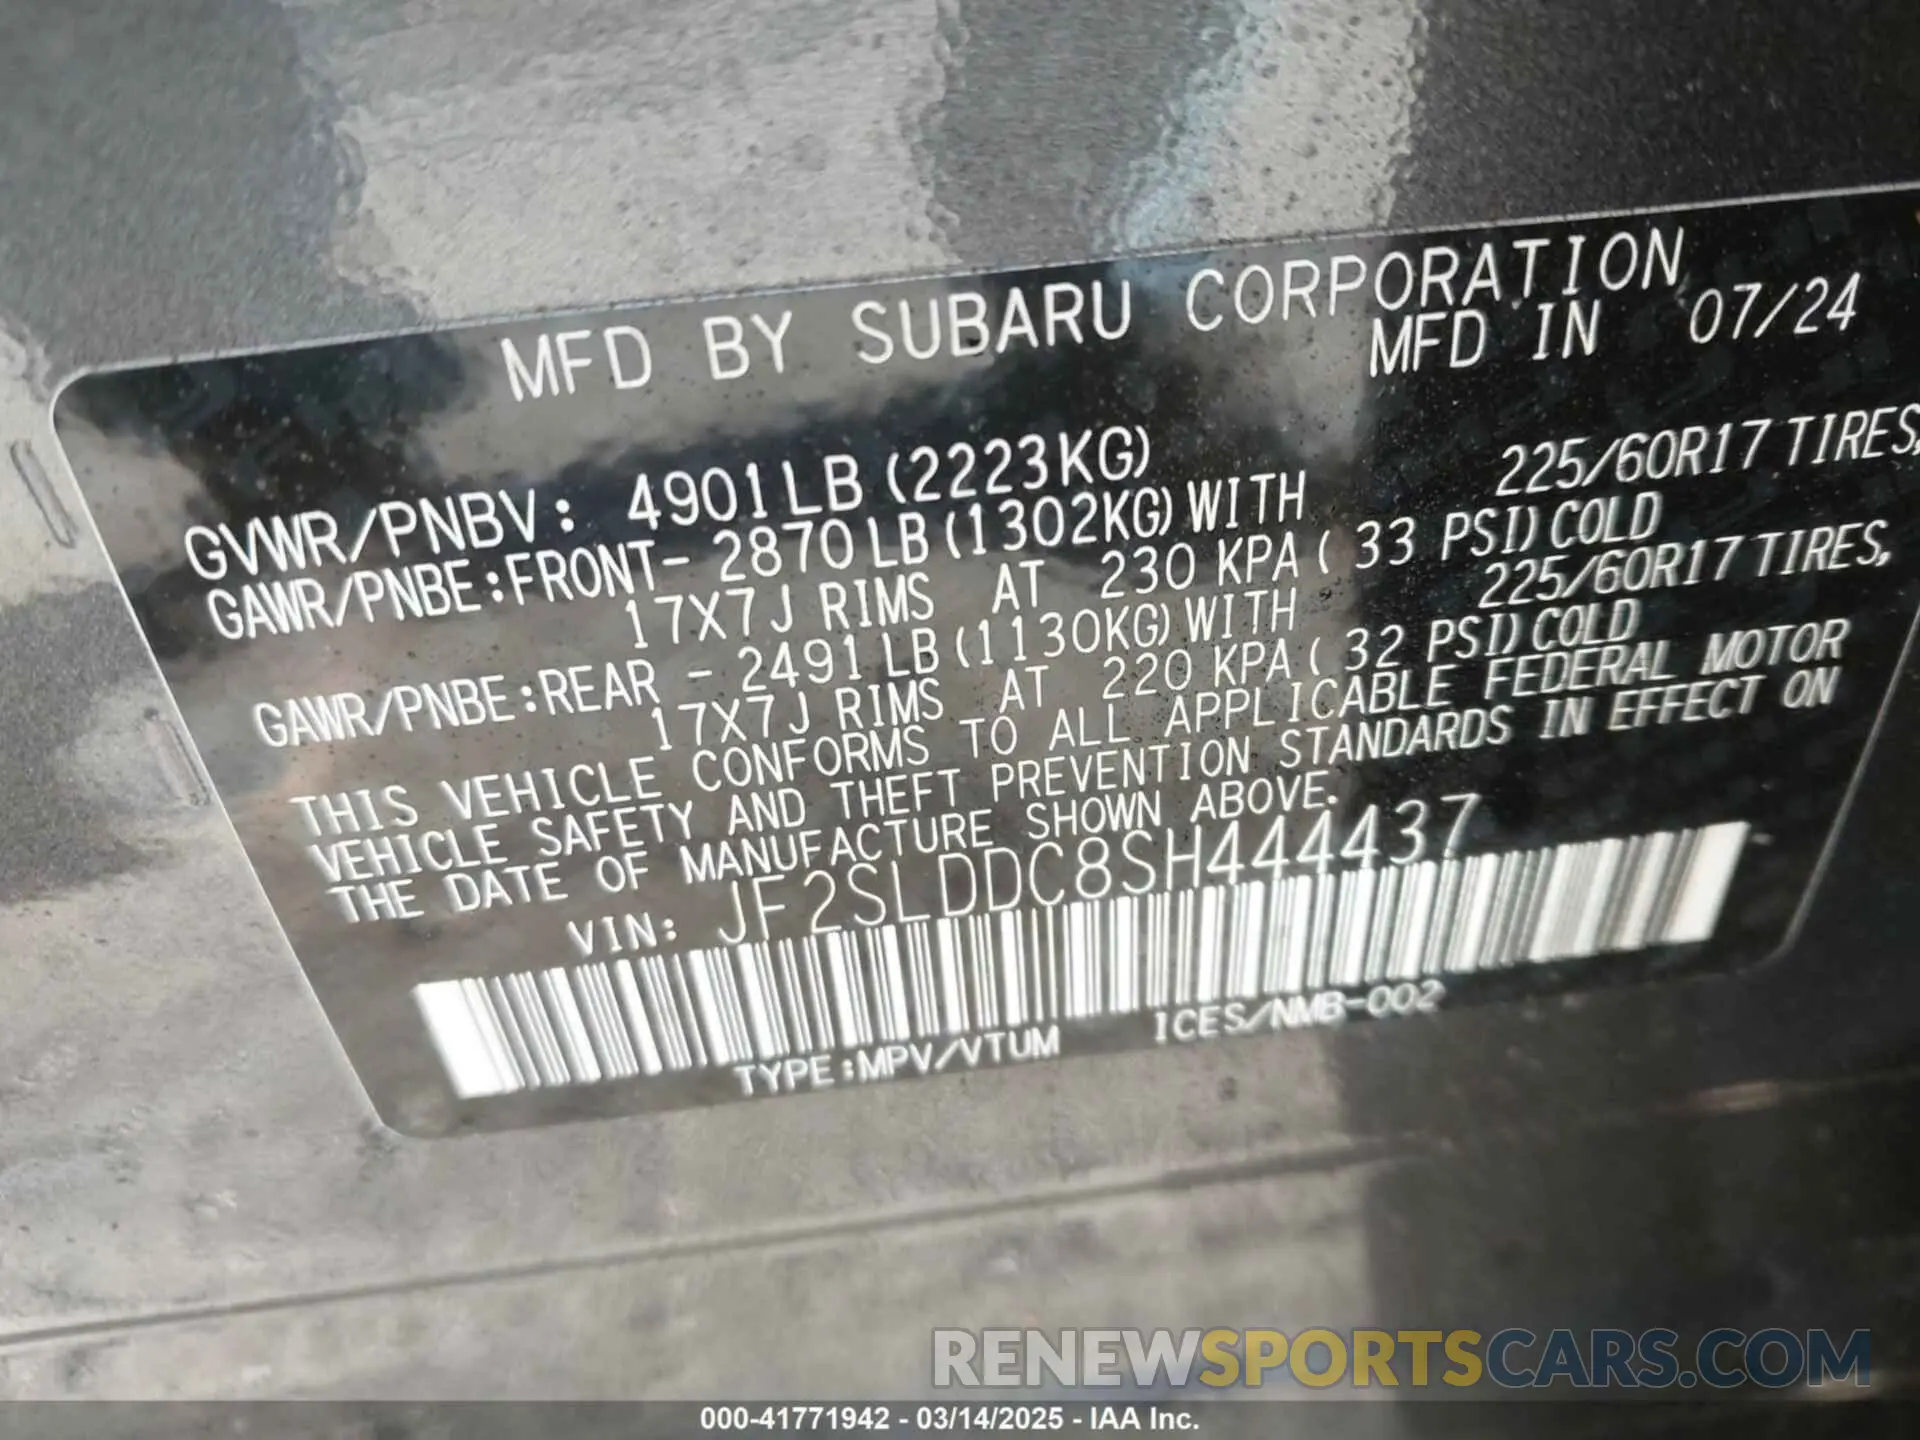 MFD BY SUBARU CORPORATION
MFD IN 07/24
GVWR/PNBV: 4901LB (2223KG)
GAWR/PNBE:FRONT- 2870LB(1302KG)WITH 225/60R17 TIRES,
17X7J RIMS AT 230 KPA( 33 PSI)COLD
GAWR/PNBE:REAR - 2491LB(1130KG)WITH 225/60R17 TIRES,
17X7J RIMS AT 220 KPA( 32 PSI)COLD
THIS VEHICLE CONFORMS TO ALL APPLICABLE FEDERAL MOTOR
VEHICLE SAFETY AND THEFT PREVENTION STANDARDS IN EFFECT ON
THE DATE OF MANUFACTURE SHOWN ABOVE.
VIN: JF2SLDDC8SH444437
TYPE:MPV/VTUM ICES/NMB-002
RENEWSPORTSCARS.COM
000-41771942 - 03/14/2025 - IAA Inc.